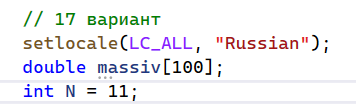 // 17 вариант
setlocale(LC_ALL, "Russian");
double massiv[100];
int N = 11;